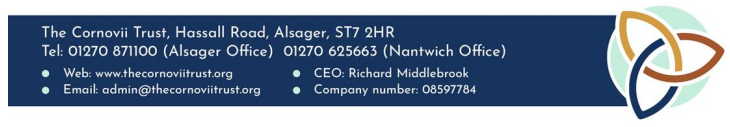 The Cornovii Trust, Hassall Road, Alsager, ST7 2HR
Tel: 01270 871100 (Alsager Office) 01270 625663 (Nantwich Office)
Web: www.thecornoviitrust.org
CEO: Richard Middlebrook
Email: admin@thecornoviitrust.org
Company number: 08597784